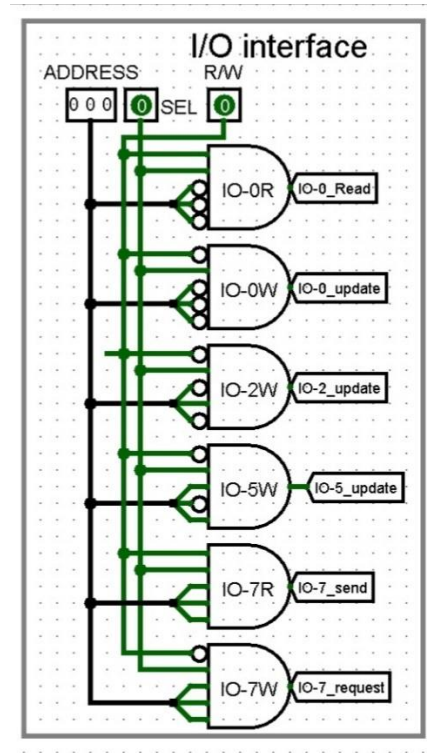 I/O interface
ADDRESS R/W
0 0 0 0 SEL 0
IO-0R IO-0_Read
IO-0W IO-0_update
IO-2W IO-2_update
IO-5W IO-5_update
IO-7R IO-7_send
IO-7W IO-7_request